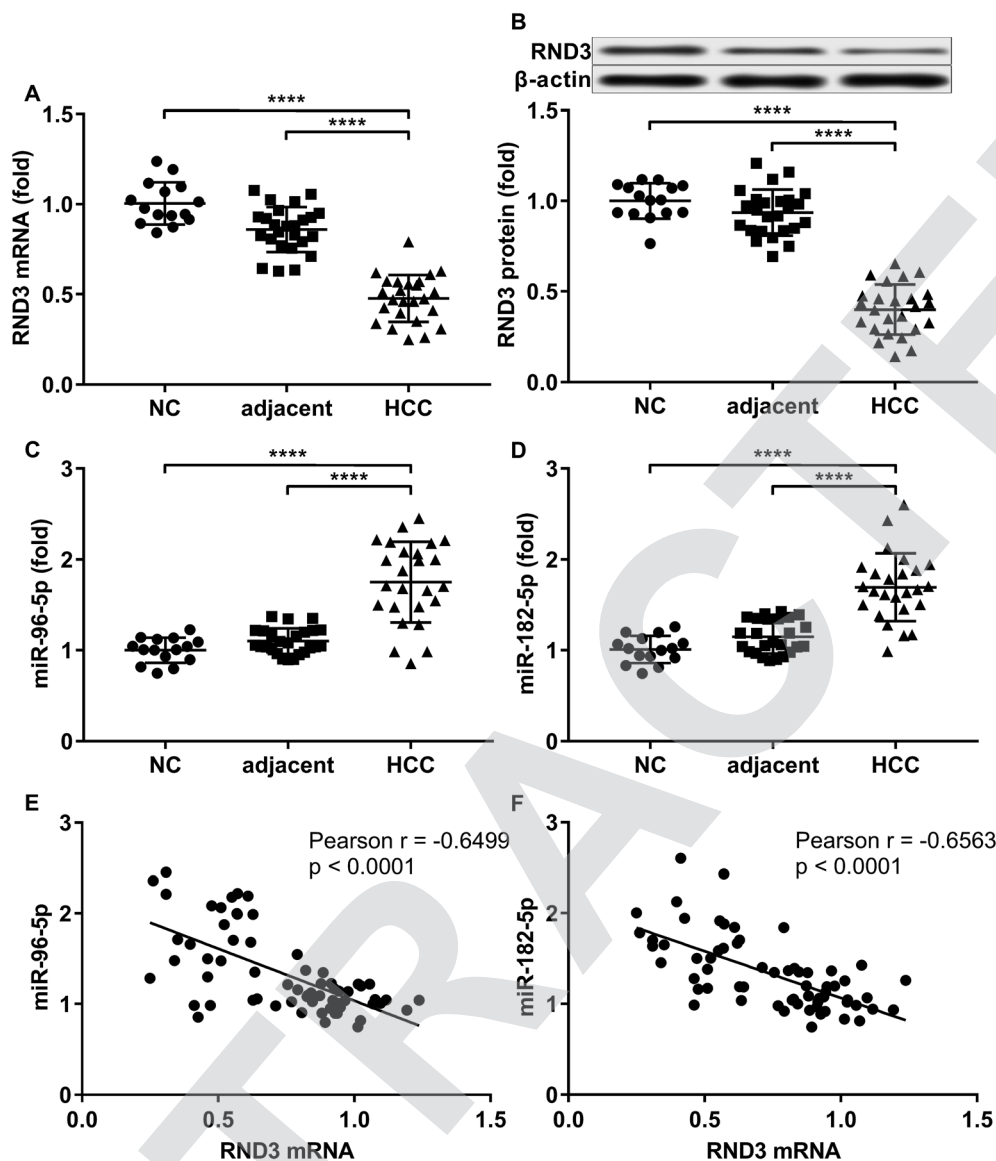 B
RND3
β-actin
A
****
****
1.5
1.0
0.5
0.0
RND3 mRNA (fold)
NC adjacent HCC
****
****
1.5
1.0
0.5
0.0
RND3 protein (fold)
NC adjacent HCC
C
****
****
3
2
1
0
miR-96-5p (fold)
NC adjacent HCC
D
****
****
3
2
1
0
miR-182-5p (fold)
NC adjacent HCC
E
Pearson r = -0.6499
p < 0.0001
3
2
1
0
miR-96-5p
0.0 0.5 1.0 1.5
RND3 mRNA
F
Pearson r = -0.6563
p < 0.0001
3
2
1
0
miR-182-5p
0.0 0.5 1.0 1.5
RND3 mRNA